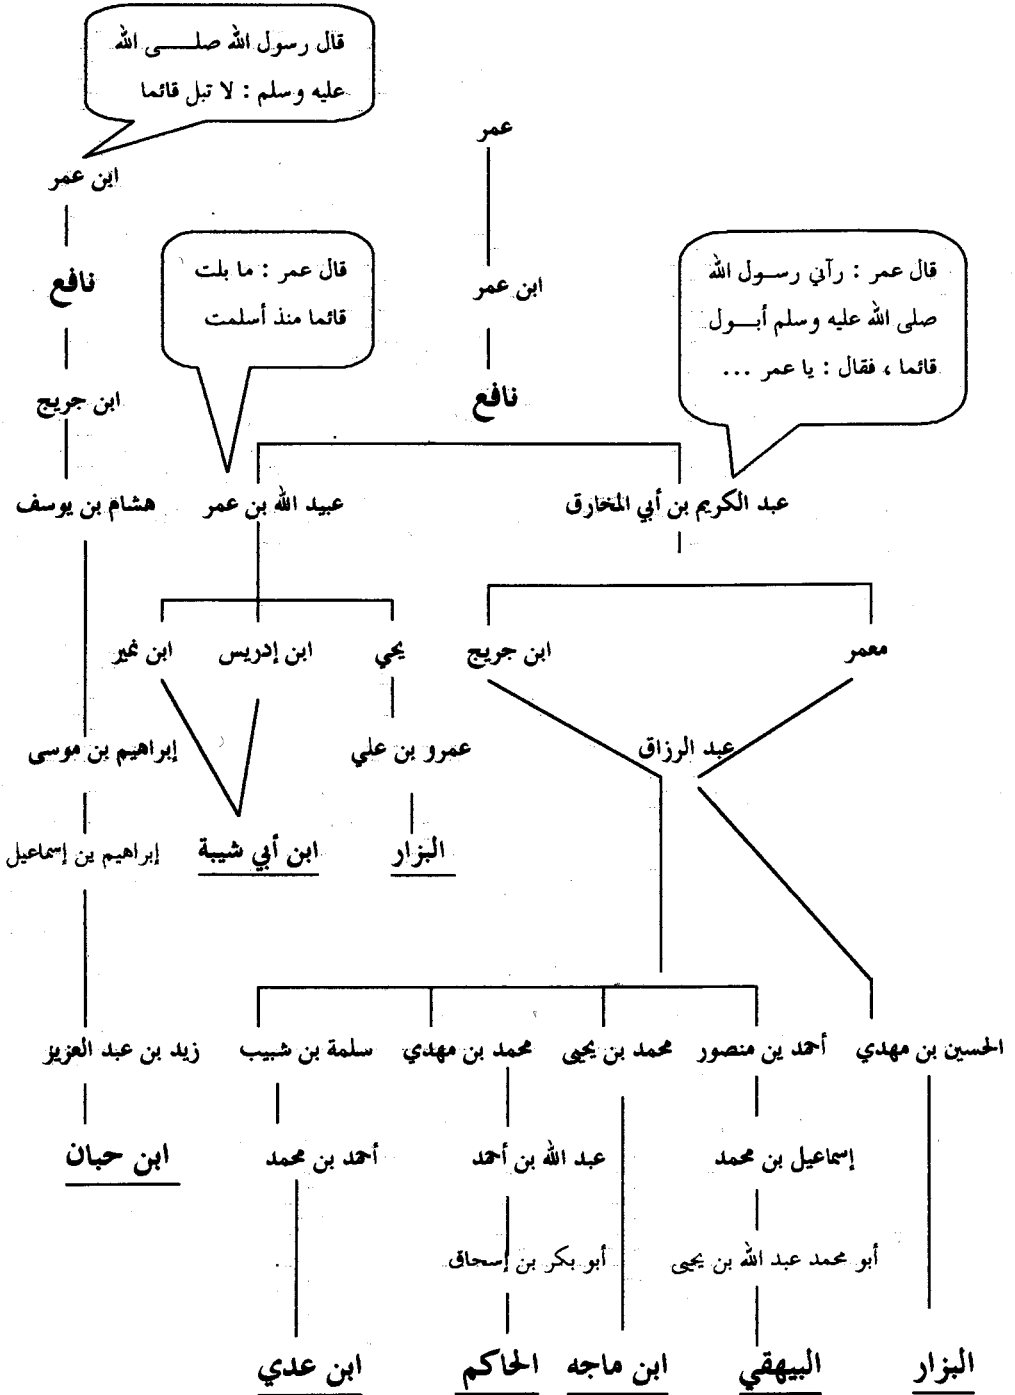 قال رسول الله صلى الله
عليه وسلم : لا تبل قائما
عمر
ابن عمر
قال عمر : ما بلت
قائما منذ أسلمت
قال عمر : رآني رسول الله
صلى الله عليه وسلم أبول
قائما ، فقال : يا عمر ...
نافع
ابن عمر
نافع
ابن جريج
عبد الكريم بن أبي المخارق
عبيد الله بن عمر
هشام بن يوسف
معمر
ابن جريج
يحي
ابن إدريس
ابن نمير
عبد الرزاق
عمرو بن علي
إبراهيم بن موسى
البزار
ابن أبي شيبة
إبراهيم بن إسماعيل
الحسين بن مهدي
أحمد بن منصور
محمد بن يحيى
محمد بن مهدي
سلمة بن شبيب
زيد بن عبد العزيز
إسماعيل بن محمد
عبد الله بن أحمد
أحمد بن محمد
ابن حبان
أبو محمد عبد الله بن يحيى
أبو بكر بن إسحاق
البزار
البيهقي
ابن ماجه
الحاكم
ابن عدي